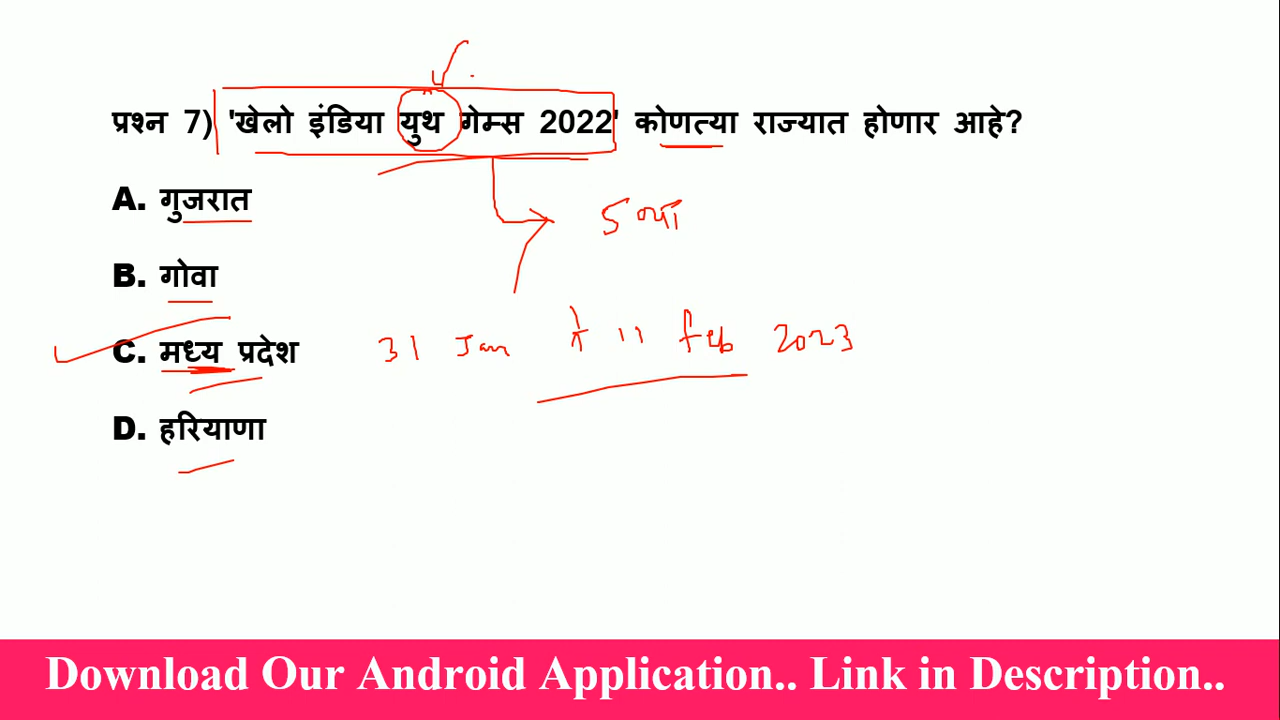 प्रश्न 7) 'खेलो इंडिया युथ गेम्स 2022' कोणत्या राज्यात होणार आहे?
A. गुजरात
5 व्या
B. गोवा
C. मध्य प्रदेश 31 Jan ते 11 Feb 2023
D. हरियाणा
Download Our Android Application.. Link in Description..